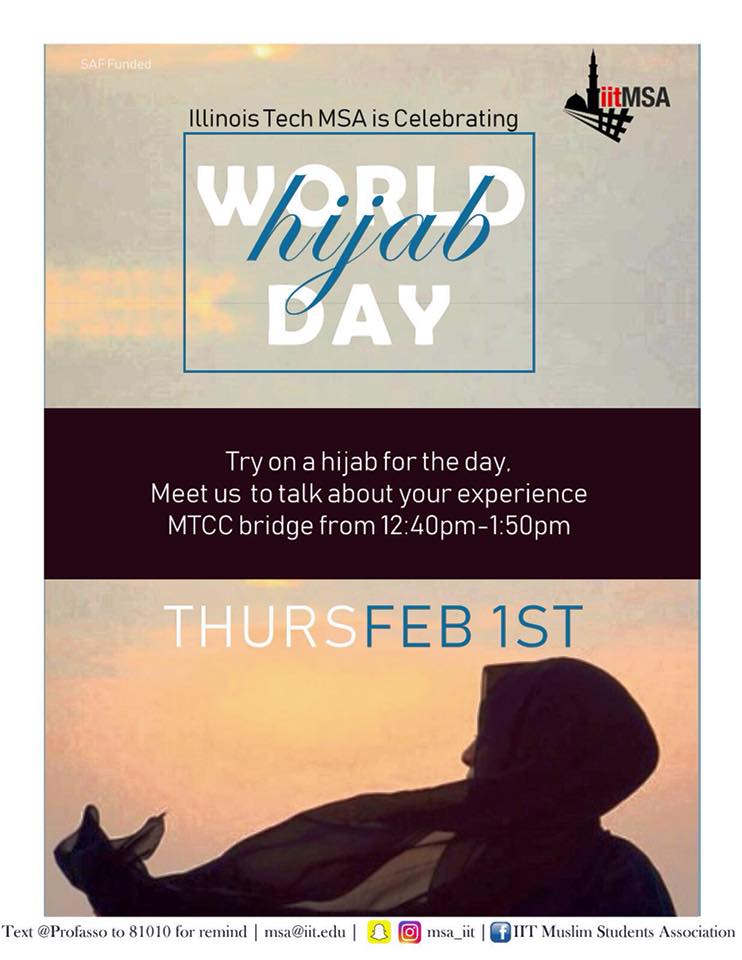 SAF Funded
iitMSA
Illinois Tech MSA is Celebrating
WORLD
hijab
DAY
Try on a hijab for the day,
Meet us to talk about your experience
MTCC bridge from 12:40pm-1:50pm
THURSFEB 1ST
Text @Profasso to 81010 for remind | msa@iit.edu | msa_iit | IIT Muslim Students Association